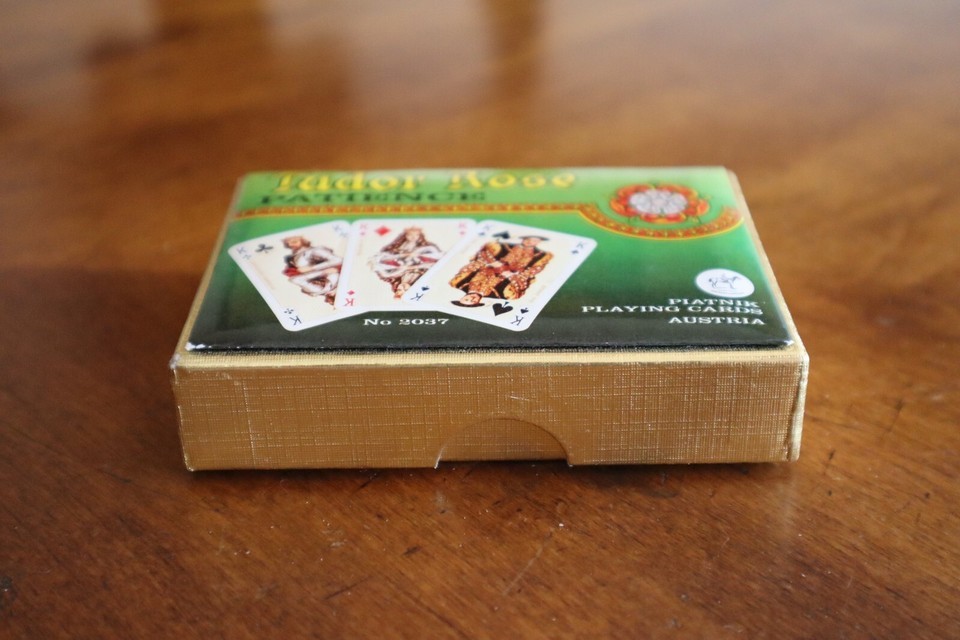 Tudor Rose
PATIENCE
K K K K
K
K K K
No 2037
PIATNIK
PLAYING CARDS
AUSTRIA